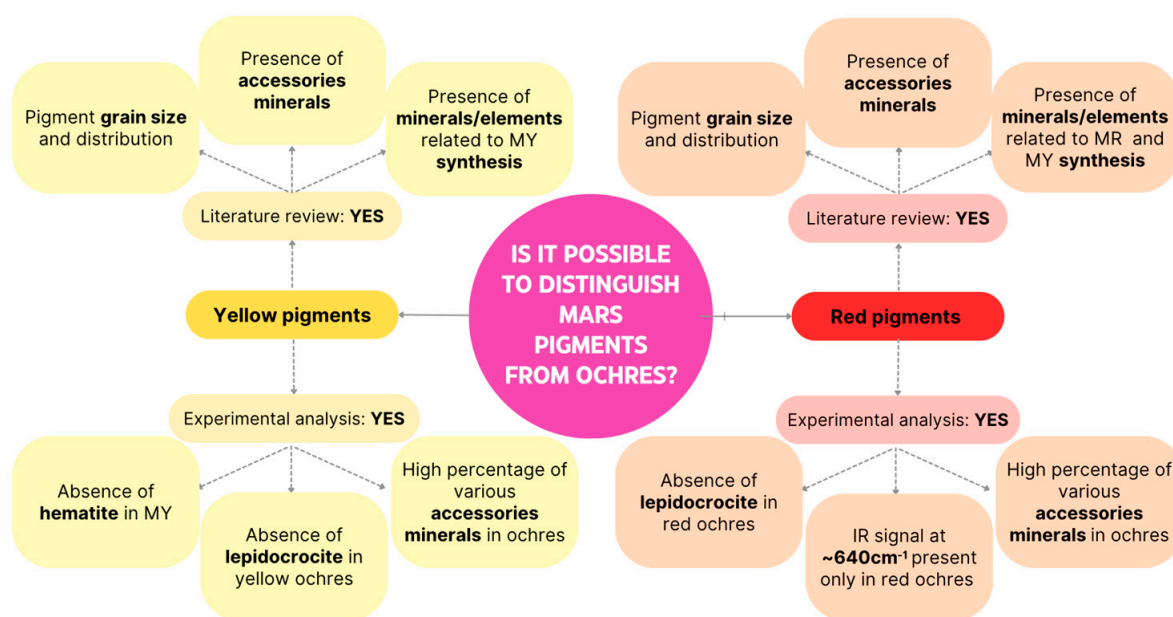 Pigment grain size
and distribution
Presence of
accessories
minerals
Presence of
minerals/elements
related to MY
synthesis
Literature review: YES
Yellow pigments
Experimental analysis: YES
Absence of
hematite in MY
Absence of
lepidocrocite in
yellow ochres
High percentage of
various
accessories
minerals in ochres
IS IT POSSIBLE
TO DISTINGUISH
MARS
PIGMENTS
FROM OCHRES?
Pigment grain size
and distribution
Presence of
accessories
minerals
Presence of
minerals/elements
related to MR and
MY synthesis
Literature review: YES
Red pigments
Experimental analysis: YES
Absence of
lepidocrocite in
red ochres
IR signal at
~640cm⁻¹ present
only in red ochres
High percentage of
various
accessories
minerals in ochres